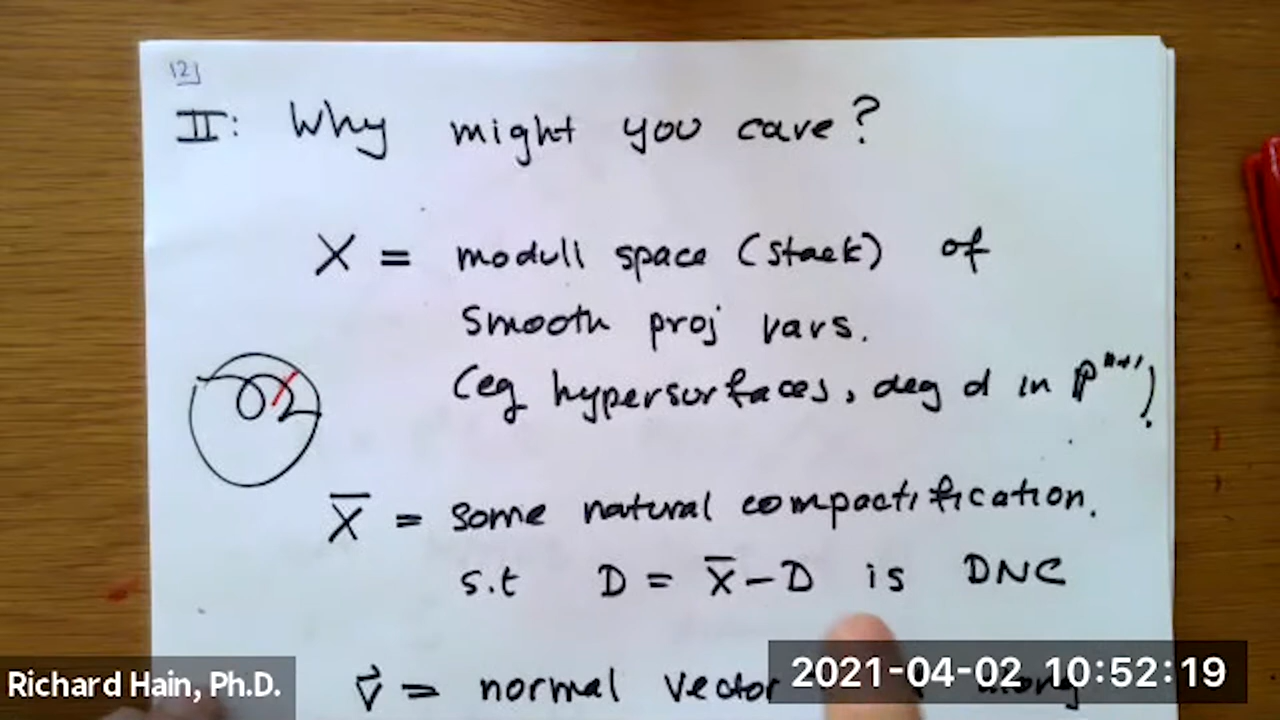 12]
II: Why might you care?
X = moduli space (stack) of
smooth proj vars.
(eg hypersurfaces, deg d in P^{n+1})
X̄ = some natural compactification.
s.t D = X̄ - D is DNC
v⃗ = normal vector along
Richard Hain, Ph.D.
2021-04-02 10:52:19